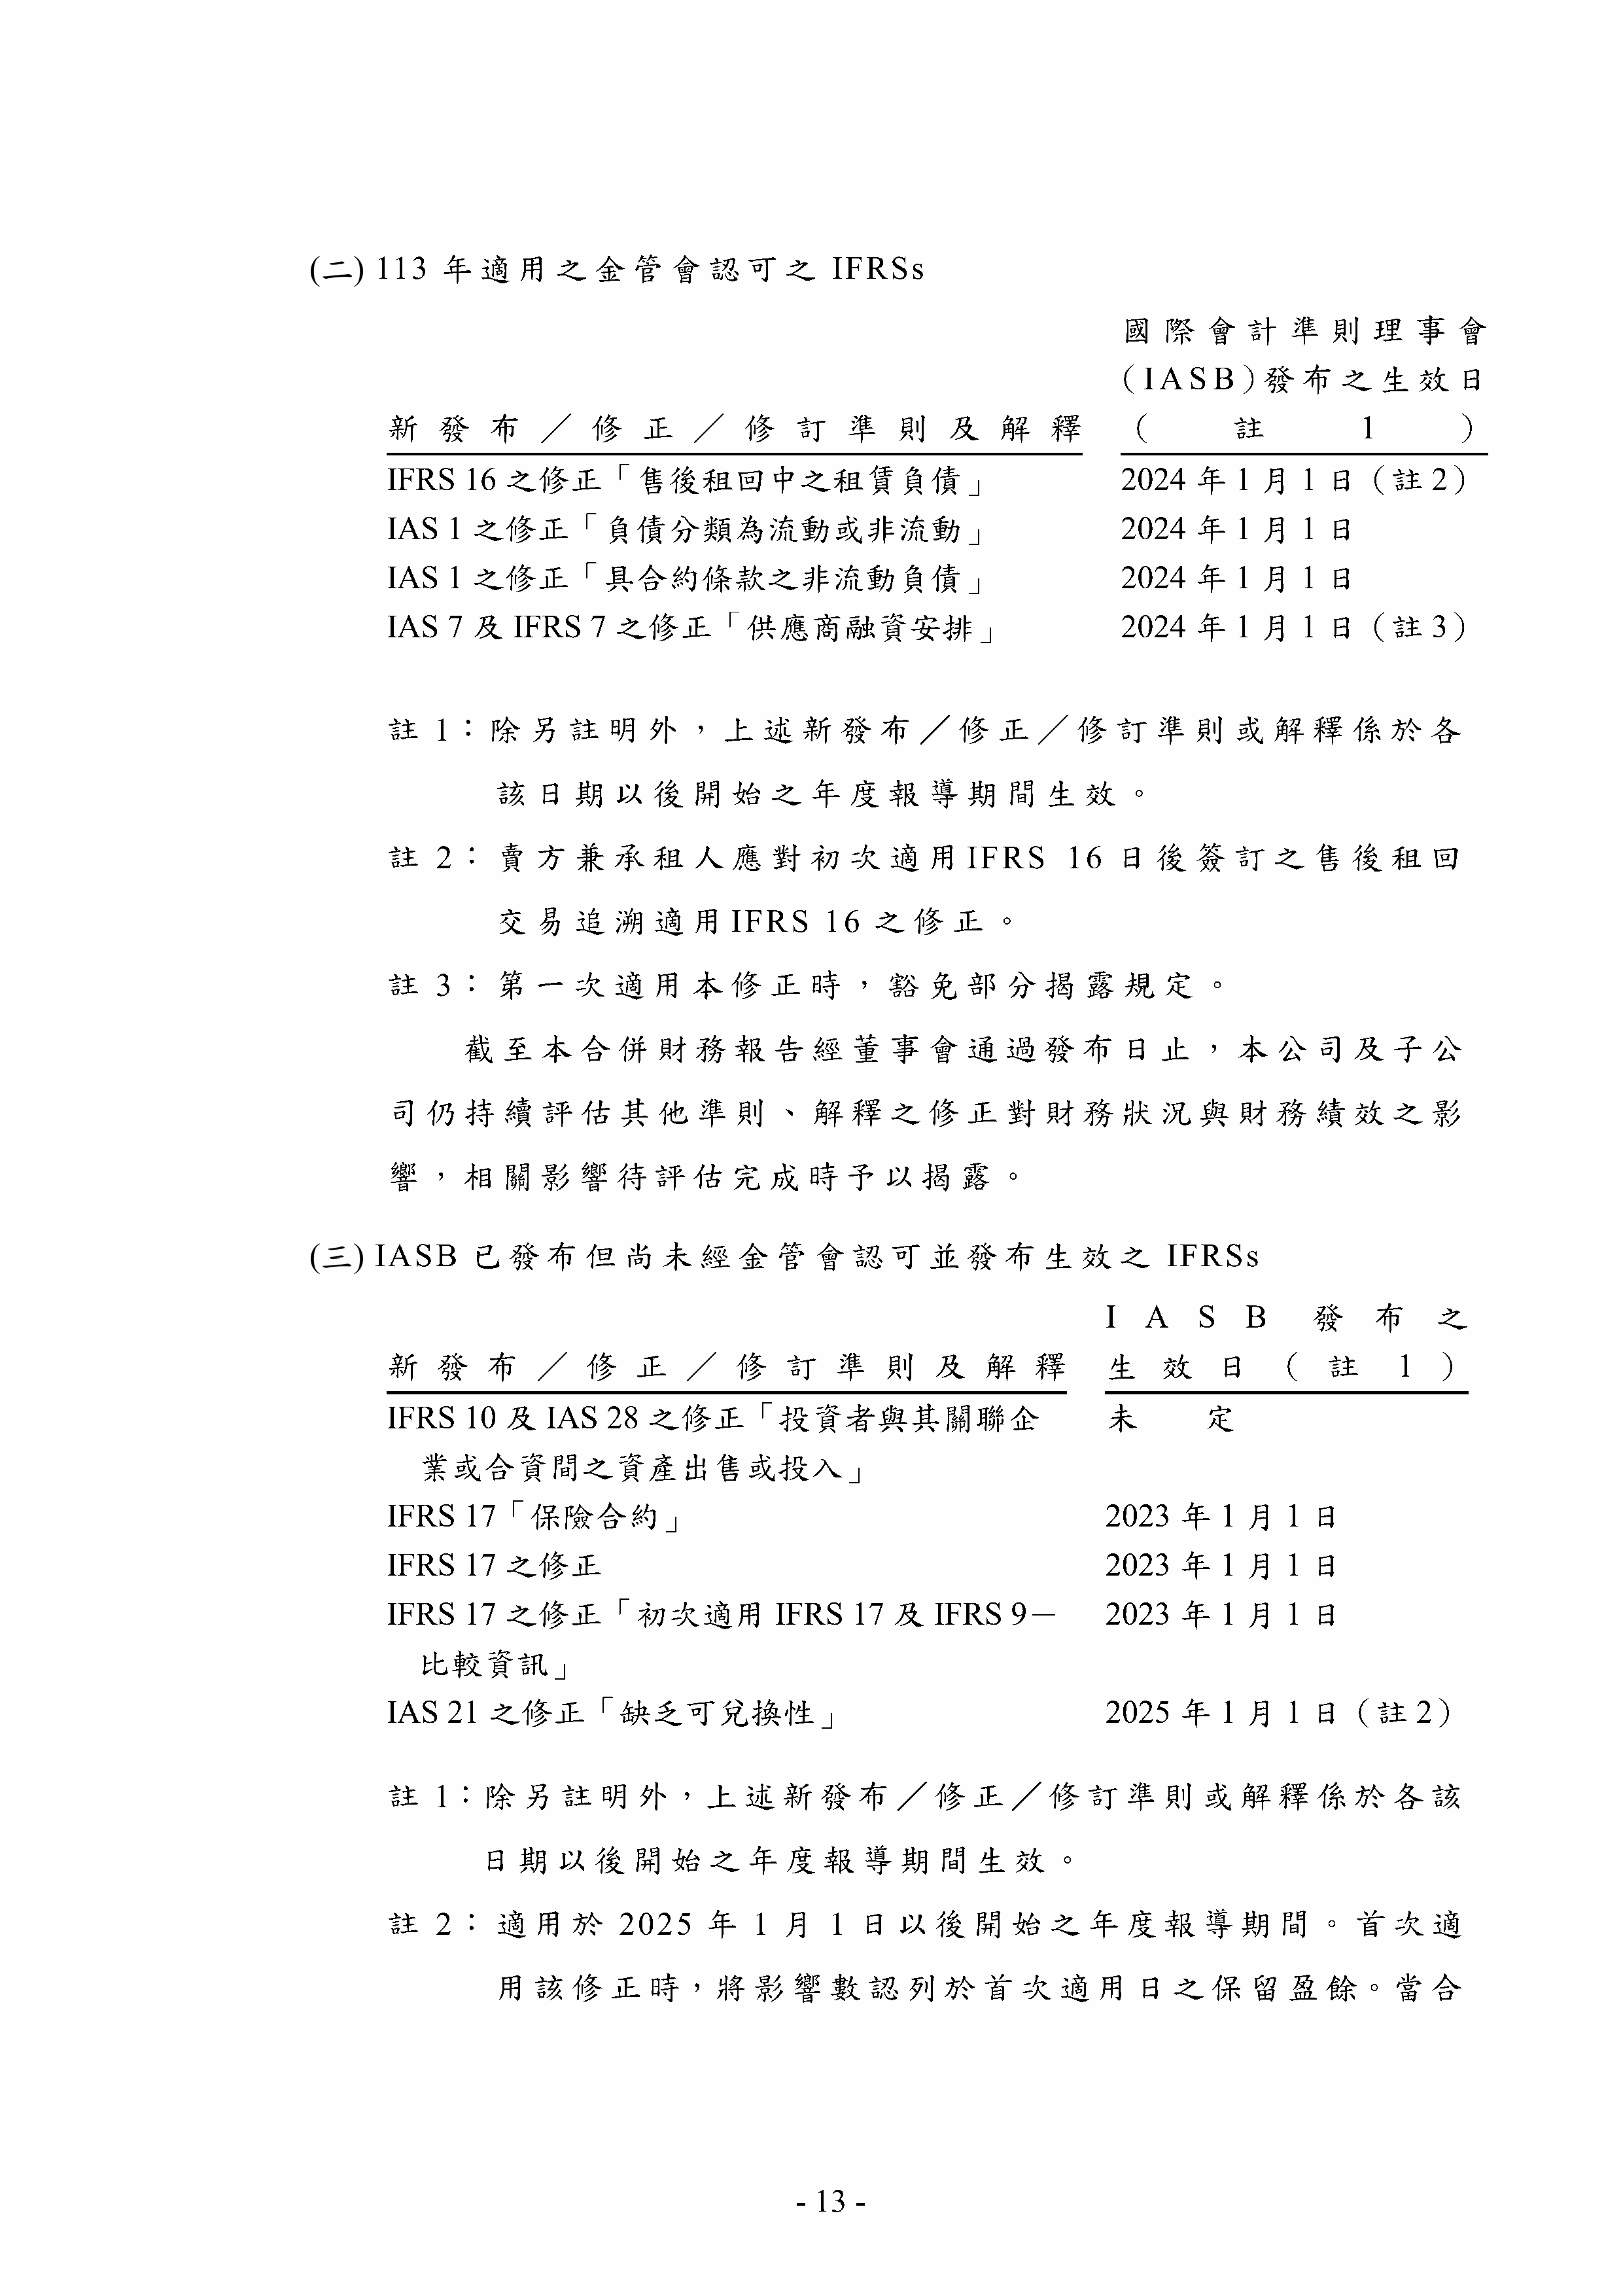 (二) 113 年適用之金管會認可之 IFRSs
國際會計準則理事會
(IASB)發布之生效日
新發布／修正／修訂準則及解釋 (註1)
IFRS 16 之修正「售後租回中之租賃負債」 2024 年 1 月 1 日（註 2）
IAS 1 之修正「負債分類為流動或非流動」 2024 年 1 月 1 日
IAS 1 之修正「具合約條款之非流動負債」 2024 年 1 月 1 日
IAS 7 及 IFRS 7 之修正「供應商融資安排」 2024 年 1 月 1 日（註 3）
註 1：除另註明外，上述新發布／修正／修訂準則或解釋係於各
該日期以後開始之年度報導期間生效。
註 2：賣方兼承租人應對初次適用IFRS 16 日後簽訂之售後租回
交易追溯適用IFRS 16 之修正。
註 3：第一次適用本修正時，豁免部分揭露規定。
截至本合併財務報告經董事會通過發布日止，本公司及子公
司仍持續評估其他準則、解釋之修正對財務狀況與財務績效之影
響，相關影響待評估完成時予以揭露。
(三) IASB 已發布但尚未經金管會認可並發布生效之 IFRSs
IASB 發布之
新發布／修正／修訂準則及解釋 生效日（註1）
IFRS 10 及 IAS 28 之修正「投資者與其關聯企 未定
業或合資間之資產出售或投入」
IFRS 17「保險合約」 2023 年 1 月 1 日
IFRS 17 之修正 2023 年 1 月 1 日
IFRS 17 之修正「初次適用 IFRS 17 及 IFRS 9－ 2023 年 1 月 1 日
比較資訊」
IAS 21 之修正「缺乏可兌換性」 2025 年 1 月 1 日（註 2）
註 1：除另註明外，上述新發布／修正／修訂準則或解釋係於各該
日期以後開始之年度報導期間生效。
註 2：適用於 2025 年 1 月 1 日以後開始之年度報導期間。首次適
用該修正時，將影響數認列於首次適用日之保留盈餘。當合
- 13 -